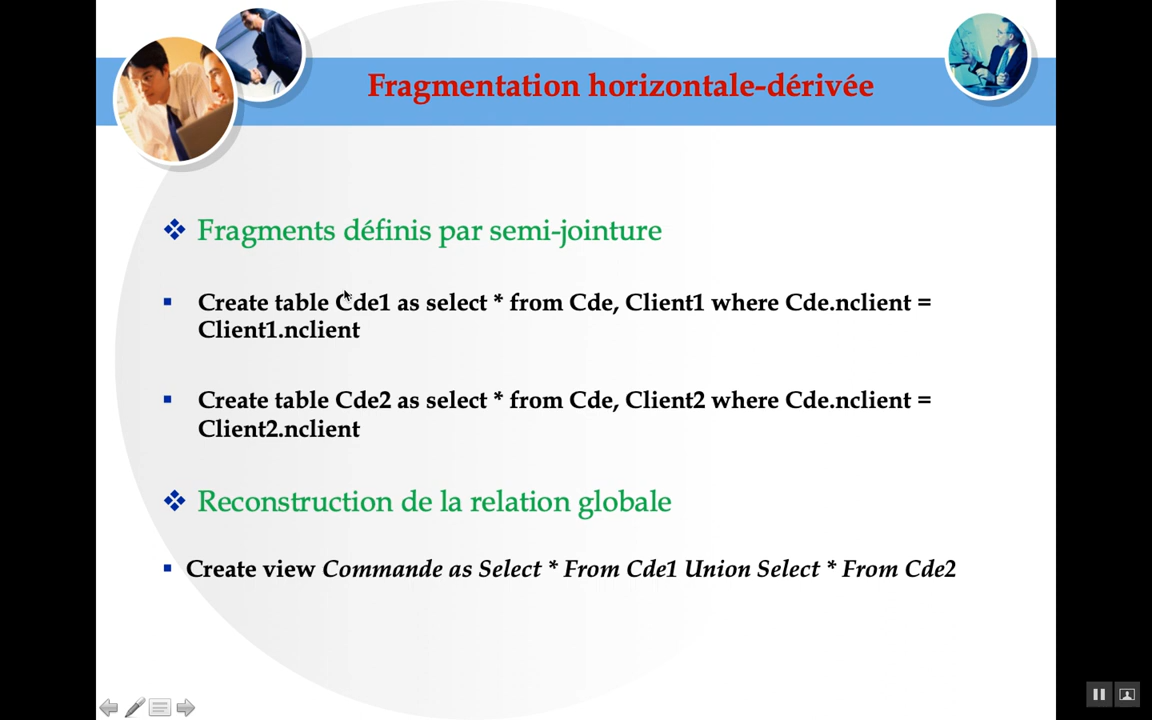 Fragmentation horizontale-dérivée
Fragments définis par semi-jointure
Create table Cde1 as select * from Cde, Client1 where Cde.nclient =
Client1.nclient
Create table Cde2 as select * from Cde, Client2 where Cde.nclient =
Client2.nclient
Reconstruction de la relation globale
Create view Commande as Select * From Cde1 Union Select * From Cde2